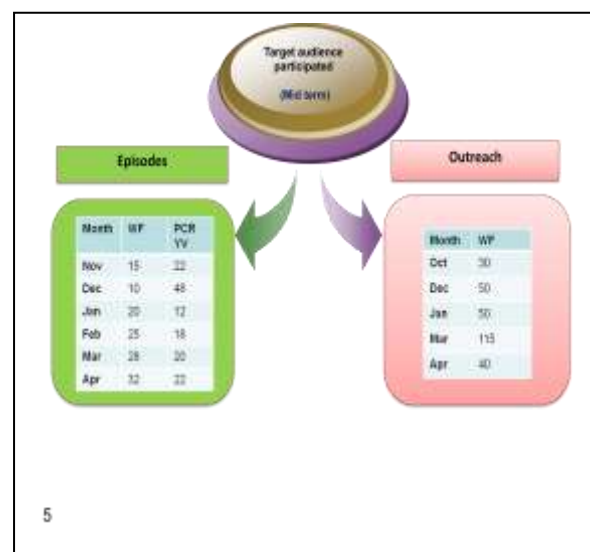 Target audience
participated
(Mid term)
Episodes
Outreach
Month WF PCR
YV
Nov 15 22
Dec 10 48
Jan 20 12
Feb 25 18
Mar 28 20
Apr 32 22
Month WF
Oct 30
Dec 50
Jan 50
Mar 115
Apr 40
5